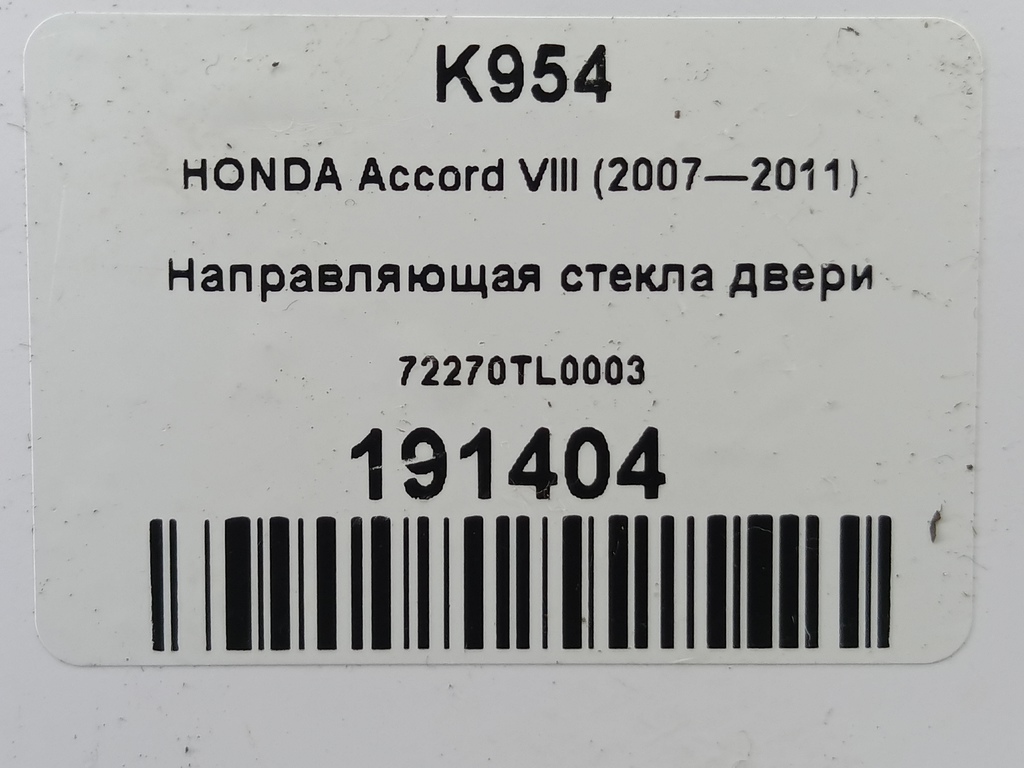 K954
HONDA Accord VIII (2007—2011)
Направляющая стекла двери
72270TL0003
191404